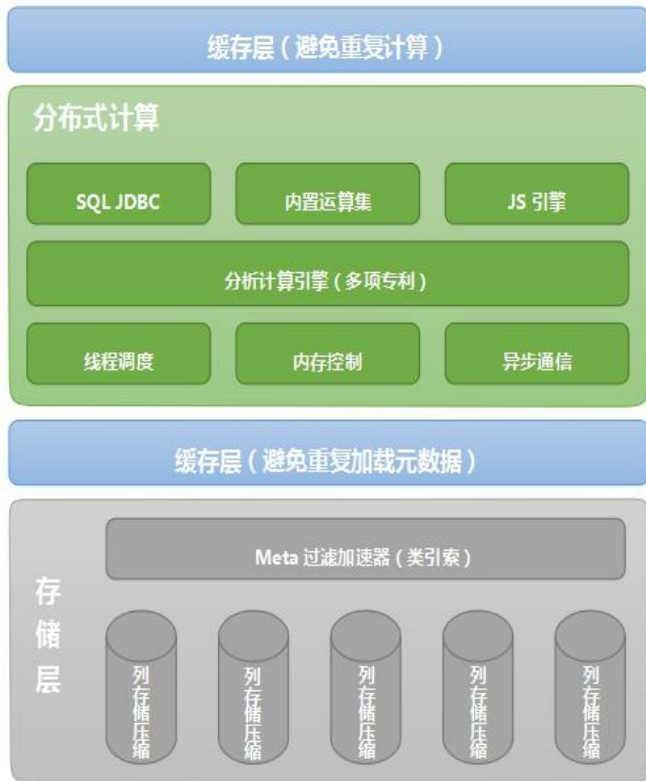 缓存层（避免重复计算）
分布式计算
SQL JDBC
内置运算集
JS 引擎
分析计算引擎（多项专利）
线程调度
内存控制
异步通信
缓存层（避免重复加载元数据）
Meta 过滤加速器（类引索）
存储层
列存储压缩
列存储压缩
列存储压缩
列存储压缩
列存储压缩